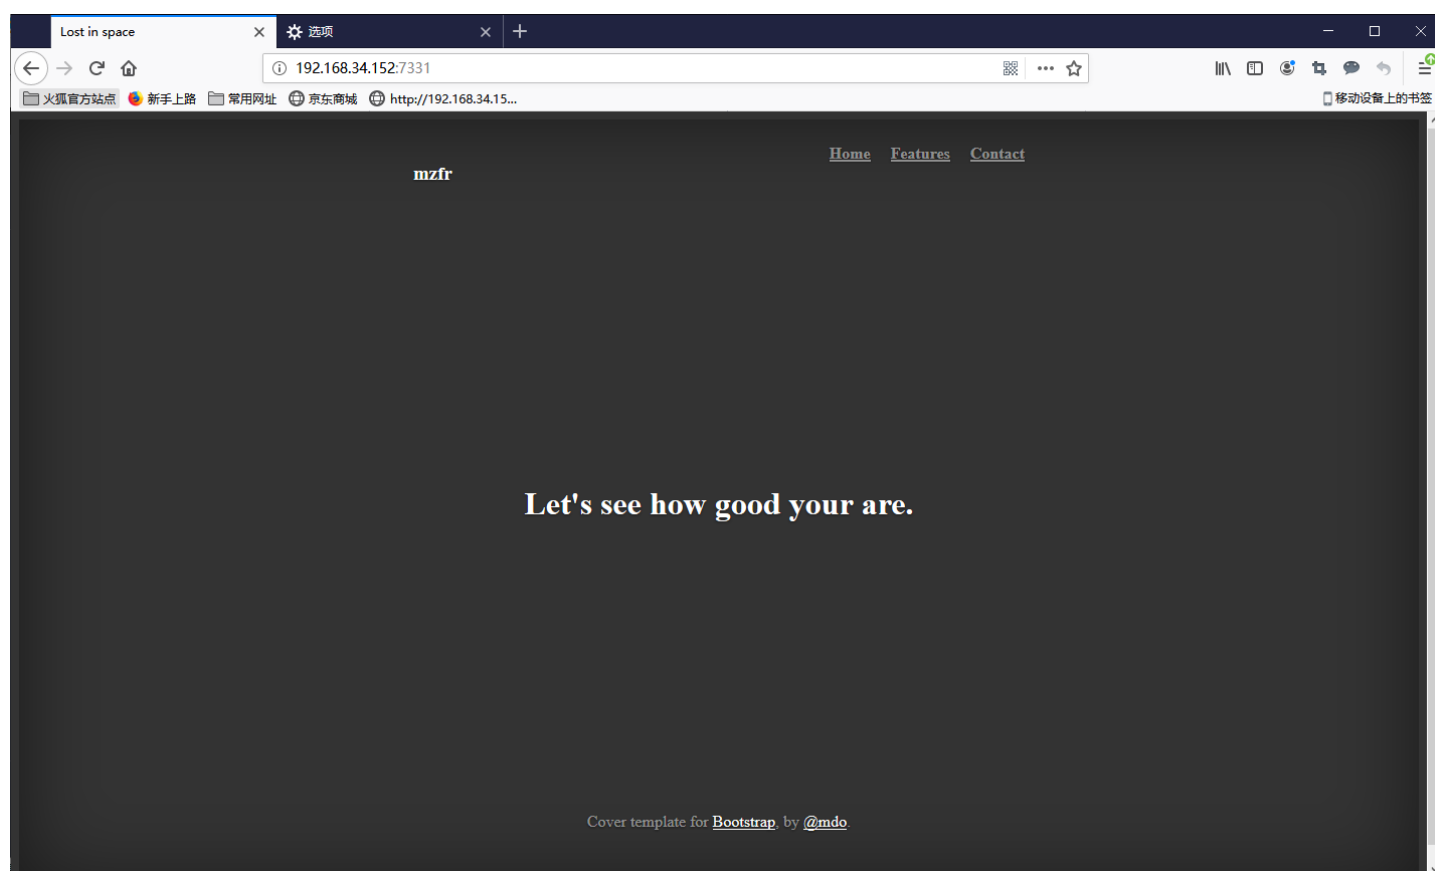 Lost in space
选项
192.168.34.152:7331
火狐官方站点 新手上路 常用网址 京东商城 http://192.168.34.15...
移动设备上的书签
Home Features Contact
mzfr
Let's see how good your are.
Cover template for Bootstrap, by @mdo.